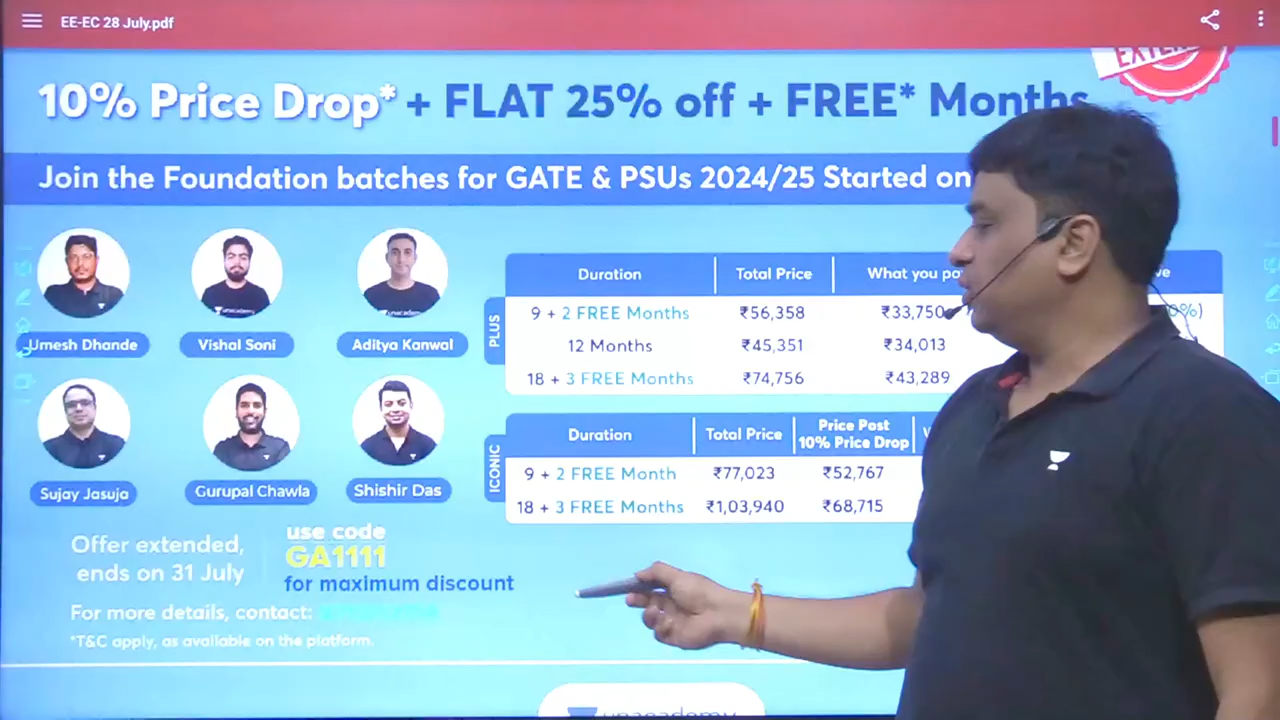 EE-EC 28 July.pdf
10% Price Drop* + FLAT 25% off + FREE* Months
Join the Foundation batches for GATE & PSUs 2024/25 Started on
Umesh Dhande
Vishal Soni
Aditya Kanwal
Sujay Jasuja
Gurupal Chawla
Shishir Das
PLUS
Duration Total Price What you pa
9 + 2 FREE Months ₹56,358 ₹33,750
12 Months ₹45,351 ₹34,013
18 + 3 FREE Months ₹74,756 ₹43,289
ICONIC
Duration Total Price Price Post 10% Price Drop
9 + 2 FREE Month ₹77,023 ₹52,767
18 + 3 FREE Months ₹1,03,940 ₹68,715
Offer extended,
ends on 31 July
use code
GA1111
for maximum discount
For more details, contact:
*T&C apply, as available on the platform.
unacademy